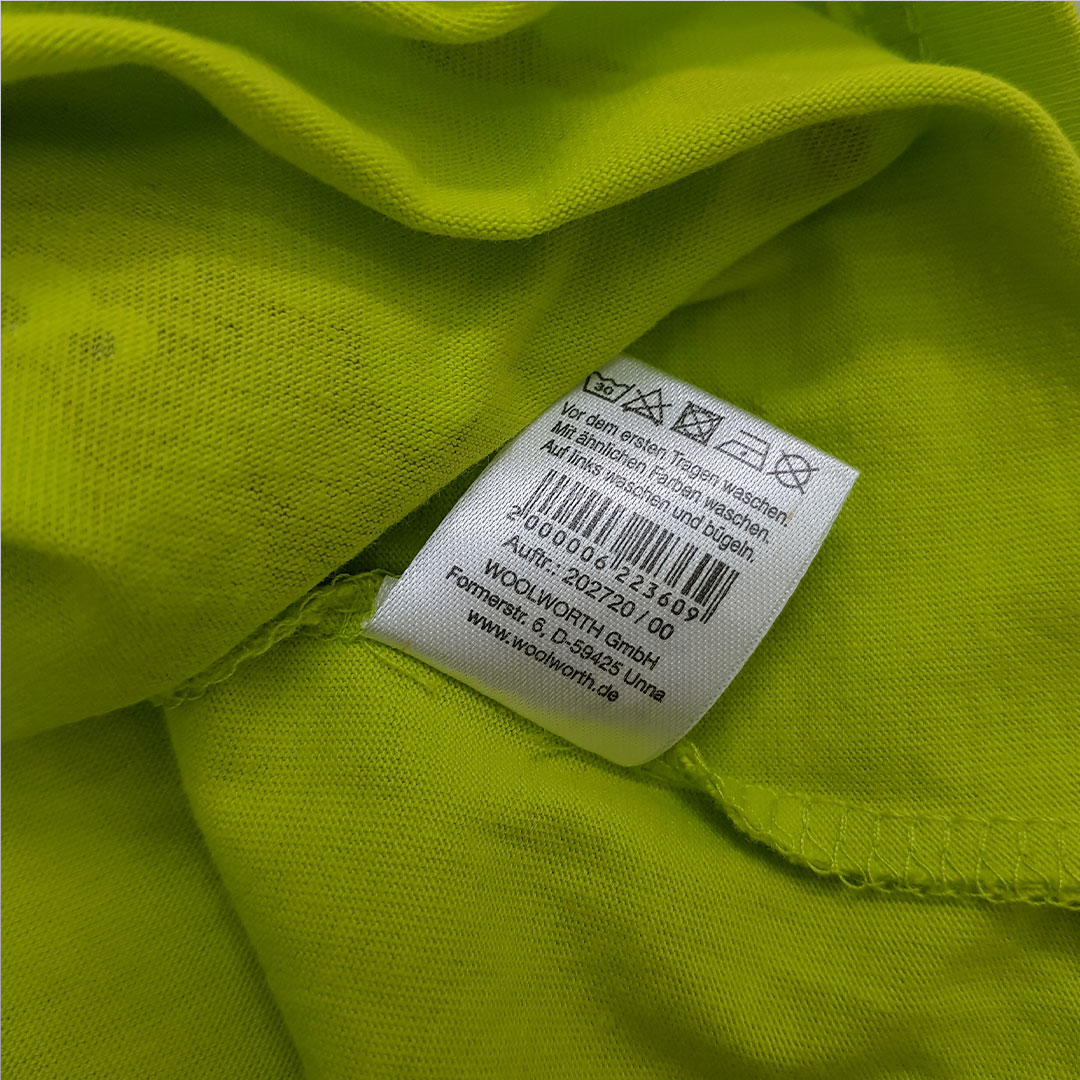 30
Vor dem ersten Tragen waschen.
Mit ähnlichen Farban waschen.
Auf links waschen und bügeln.
2000006223609
Auftr.: 202720 / 00
WOOLWORTH GmbH
Formerstr. 6, D-59425 Unna
www.woolworth.de